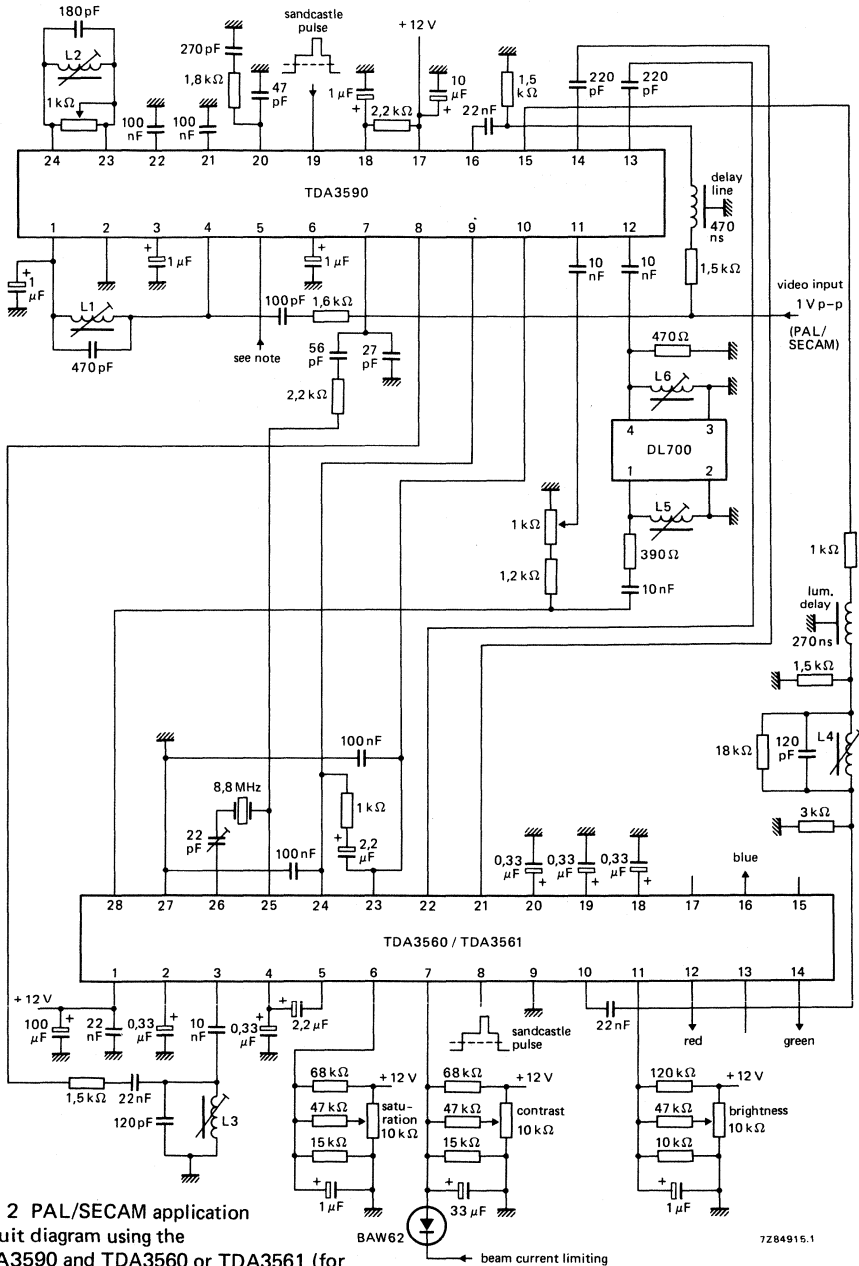 180 pF
L2
1 kΩ
100 nF
100 nF
270 pF
1,8 kΩ
47 pF
sandcastle pulse
1 μF
+
2,2 kΩ
+ 12 V
10 μF
+
22 nF
1,5 kΩ
220 pF
220 pF
24 23 22 21 20 19 18 17 16 15 14 13
TDA3590
1 2 3 4 5 6 7 8 9 10 11 12
delay line
470 ns
1,5 kΩ
+
1 μF
+
1 μF
+
1 μF
10 nF
10 nF
L1
470 pF
100 pF
1,6 kΩ
see note
56 pF
27 pF
2,2 kΩ
video input
1 V p-p
(PAL/
SECAM)
470 Ω
L6
4 3
DL700
1 2
L5
1 kΩ
390 Ω
1,2 kΩ
10 nF
1 kΩ
lum. delay
270 ns
1,5 kΩ
18 kΩ
120 pF
L4
3 kΩ
100 nF
8,8 MHz
1 kΩ
22 pF
+
2,2 μF
100 nF
0,33 μF
+
0,33 μF
+
0,33 μF
+
blue
28 27 26 25 24 23 22 21 20 19 18 17 16 15
TDA3560 / TDA3561
1 2 3 4 5 6 7 8 9 10 11 12 13 14
+ 12 V
100 μF
+
22 nF
0,33 μF
+
10 nF
0,33 μF
+
+
2,2 μF
sandcastle pulse
22 nF
red
green
1,5 kΩ
22 nF
120 pF
L3
68 kΩ
+ 12 V
47 kΩ
satu-
ration
10 kΩ
15 kΩ
+
1 μF
68 kΩ
+ 12 V
47 kΩ
contrast
10 kΩ
15 kΩ
+
33 μF
120 kΩ
+ 12 V
47 kΩ
brightness
10 kΩ
10 kΩ
+
1 μF
BAW62
beam current limiting
7Z84915.1
2 PAL/SECAM application
uit diagram using the
A3590 and TDA3560 or TDA3561 (for